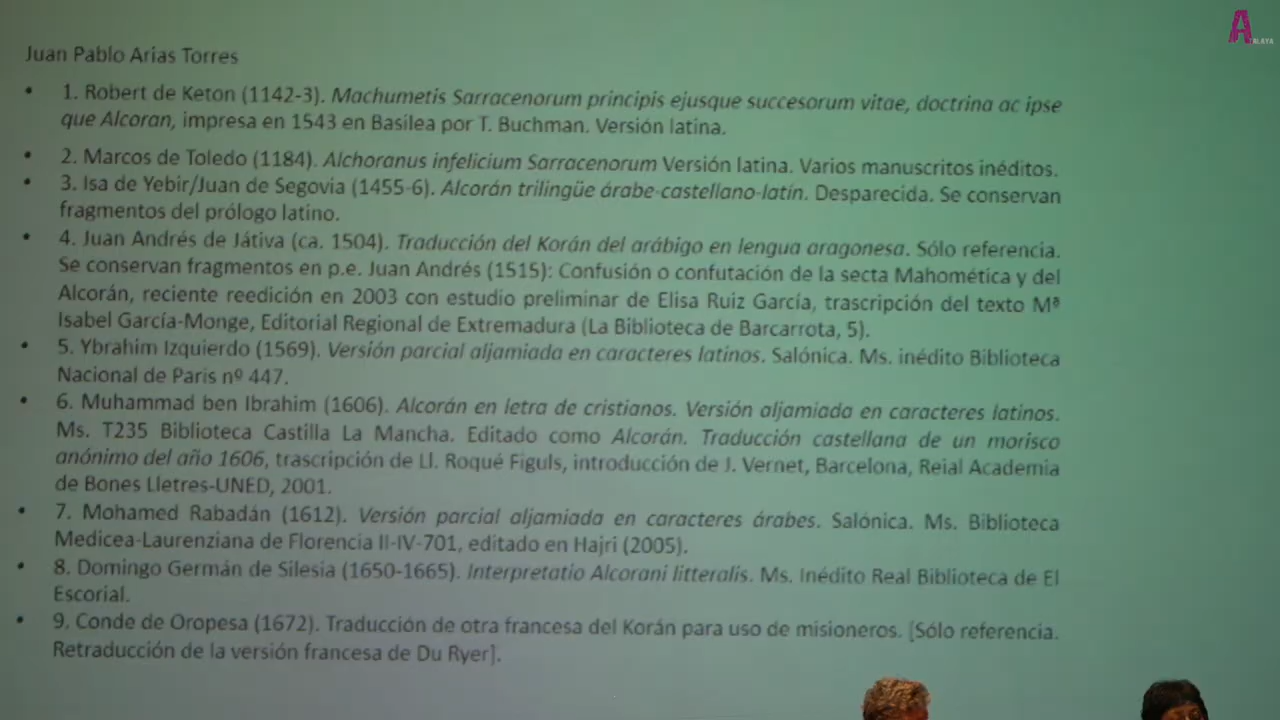 Juan Pablo Arias Torres
• 1. Robert de Keton (1142-3). Machumetis Sarracenorum principis ejusque succesorum vitae, doctrina ac ipse
que Alcoran, impresa en 1543 en Basilea por T. Buchman. Versión latina.
• 2. Marcos de Toledo (1184). Alchoranus infelicium Sarracenorum Versión latina. Varios manuscritos inéditos.
• 3. Isa de Yebir/Juan de Segovia (1455-6). Alcorán trilingüe árabe-castellano-latín. Desparecida. Se conservan
fragmentos del prólogo latino.
• 4. Juan Andrés de Játiva (ca. 1504). Traducción del Korán del arábigo en lengua aragonesa. Sólo referencia.
Se conservan fragmentos en p.e. Juan Andrés (1515): Confusión o confutación de la secta Mahomética y del
Alcorán, reciente reedición en 2003 con estudio preliminar de Elisa Ruiz García, trascripción del texto Mª
Isabel García-Monge, Editorial Regional de Extremadura (La Biblioteca de Barcarrota, 5).
• 5. Ybrahim Izquierdo (1569). Versión parcial aljamiada en caracteres latinos. Salónica. Ms. inédito Biblioteca
Nacional de Paris nº 447.
• 6. Muhammad ben Ibrahim (1606). Alcorán en letra de cristianos. Versión aljamiada en caracteres latinos.
Ms. T235 Biblioteca Castilla La Mancha. Editado como Alcorán. Traducción castellana de un morisco
anónimo del año 1606, trascripción de Ll. Roqué Figuls, introducción de J. Vernet, Barcelona, Reial Academia
de Bones Lletres-UNED, 2001.
• 7. Mohamed Rabadán (1612). Versión parcial aljamiada en caracteres árabes. Salónica. Ms. Biblioteca
Medicea-Laurenziana de Florencia II-IV-701, editado en Hajri (2005).
• 8. Domingo Germán de Silesia (1650-1665). Interpretatio Alcorani litteralis. Ms. Inédito Real Biblioteca de El
Escorial.
• 9. Conde de Oropesa (1672). Traducción de otra francesa del Korán para uso de misioneros. [Sólo referencia.
Retraducción de la versión francesa de Du Ryer].